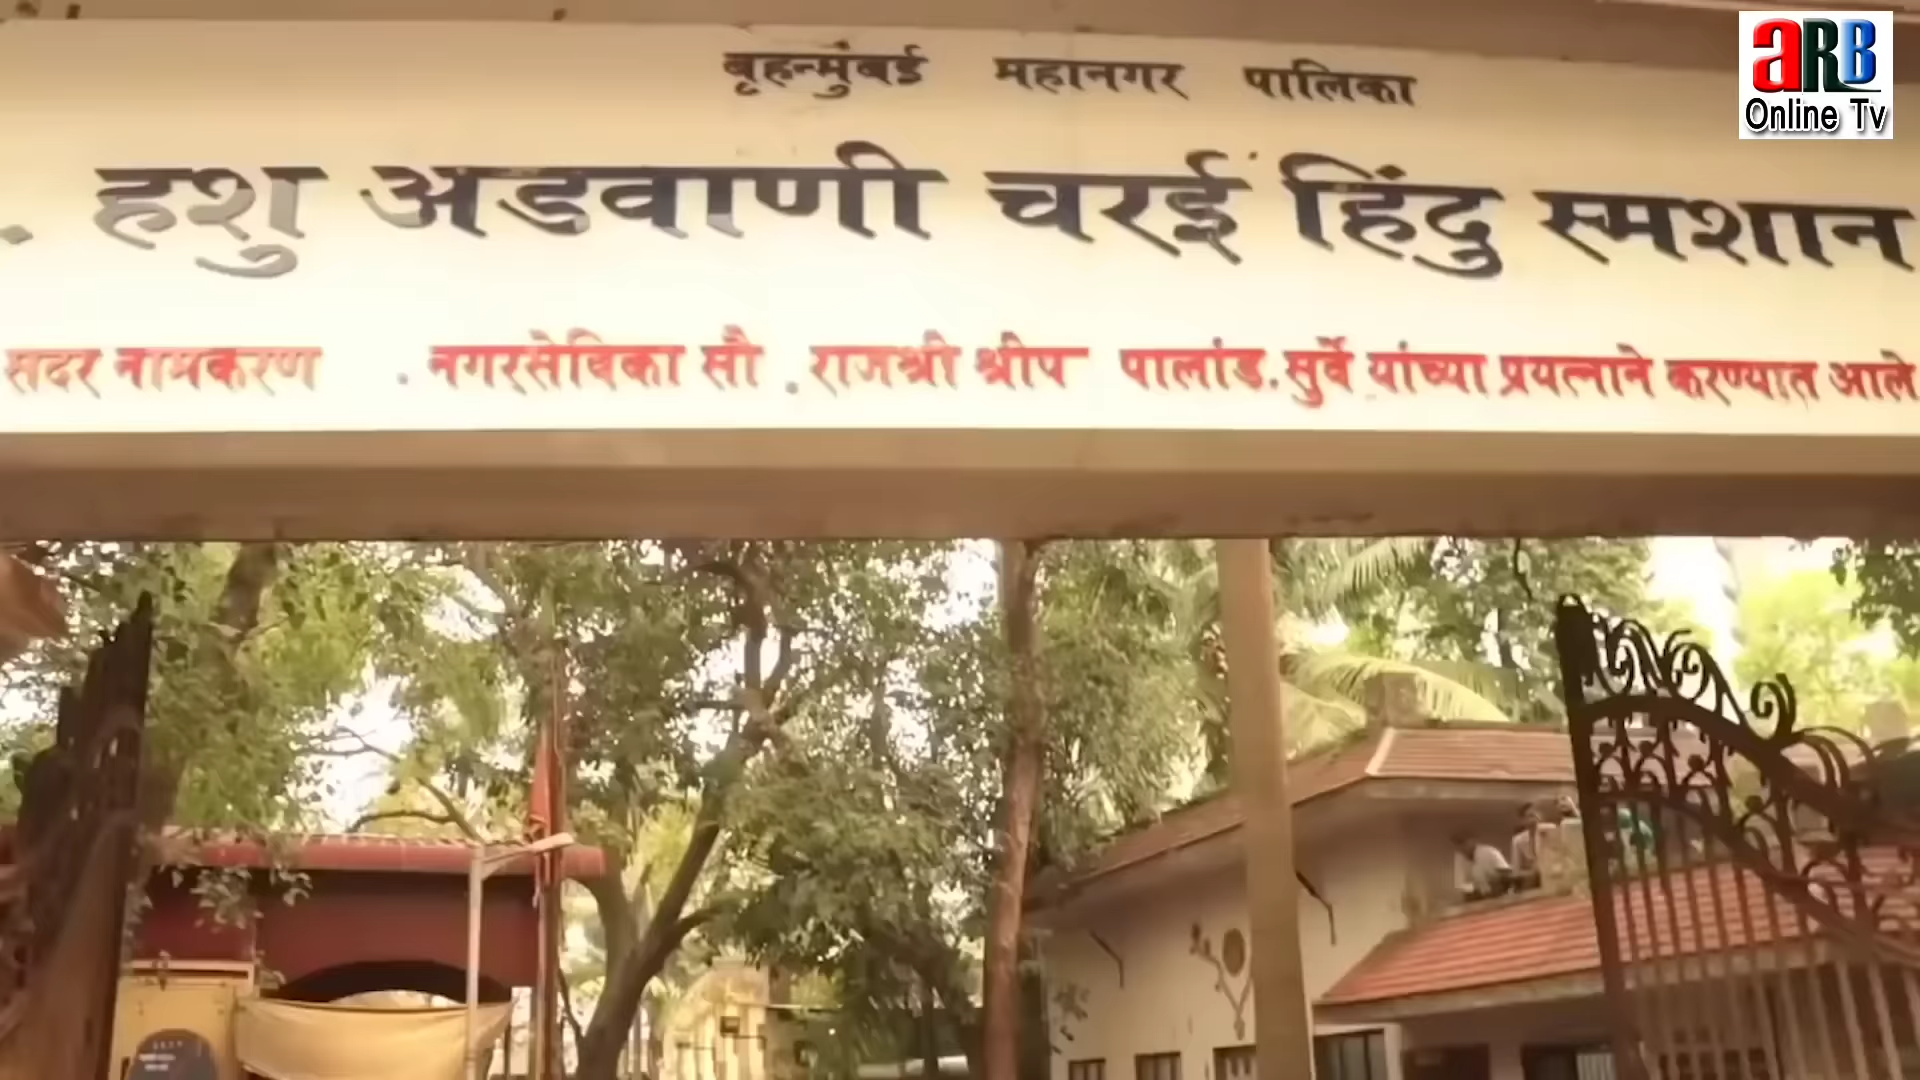 aRB
Online Tv
बृहन्मुंबई महानगर पालिका
. हशु अडवाणी चरई हिंदु स्मशान
सदर नामकरण . नगरसेविका सौ . राजश्री श्रीप पालांड. सुर्वे यांच्या प्रयत्नाने करण्यात आले